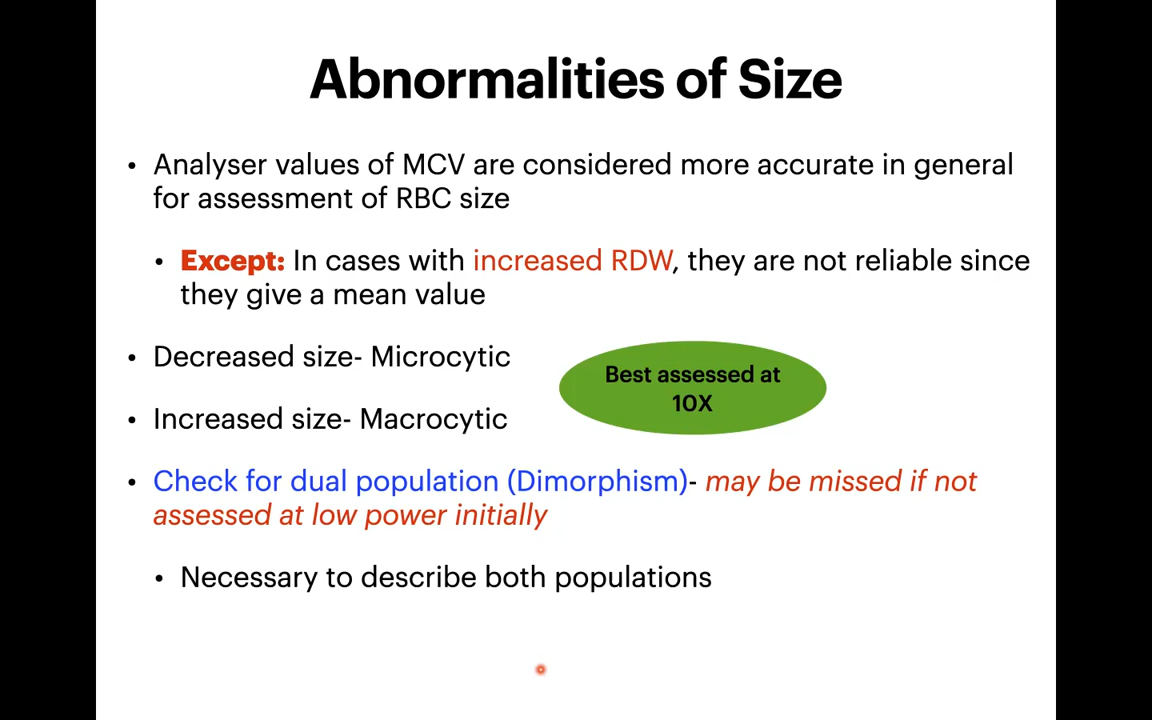 Abnormalities of Size
• Analyser values of MCV are considered more accurate in general
for assessment of RBC size
• Except: In cases with increased RDW, they are not reliable since
they give a mean value
• Decreased size- Microcytic
Best assessed at
10X
• Increased size- Macrocytic
• Check for dual population (Dimorphism)- may be missed if not
assessed at low power initially
• Necessary to describe both populations